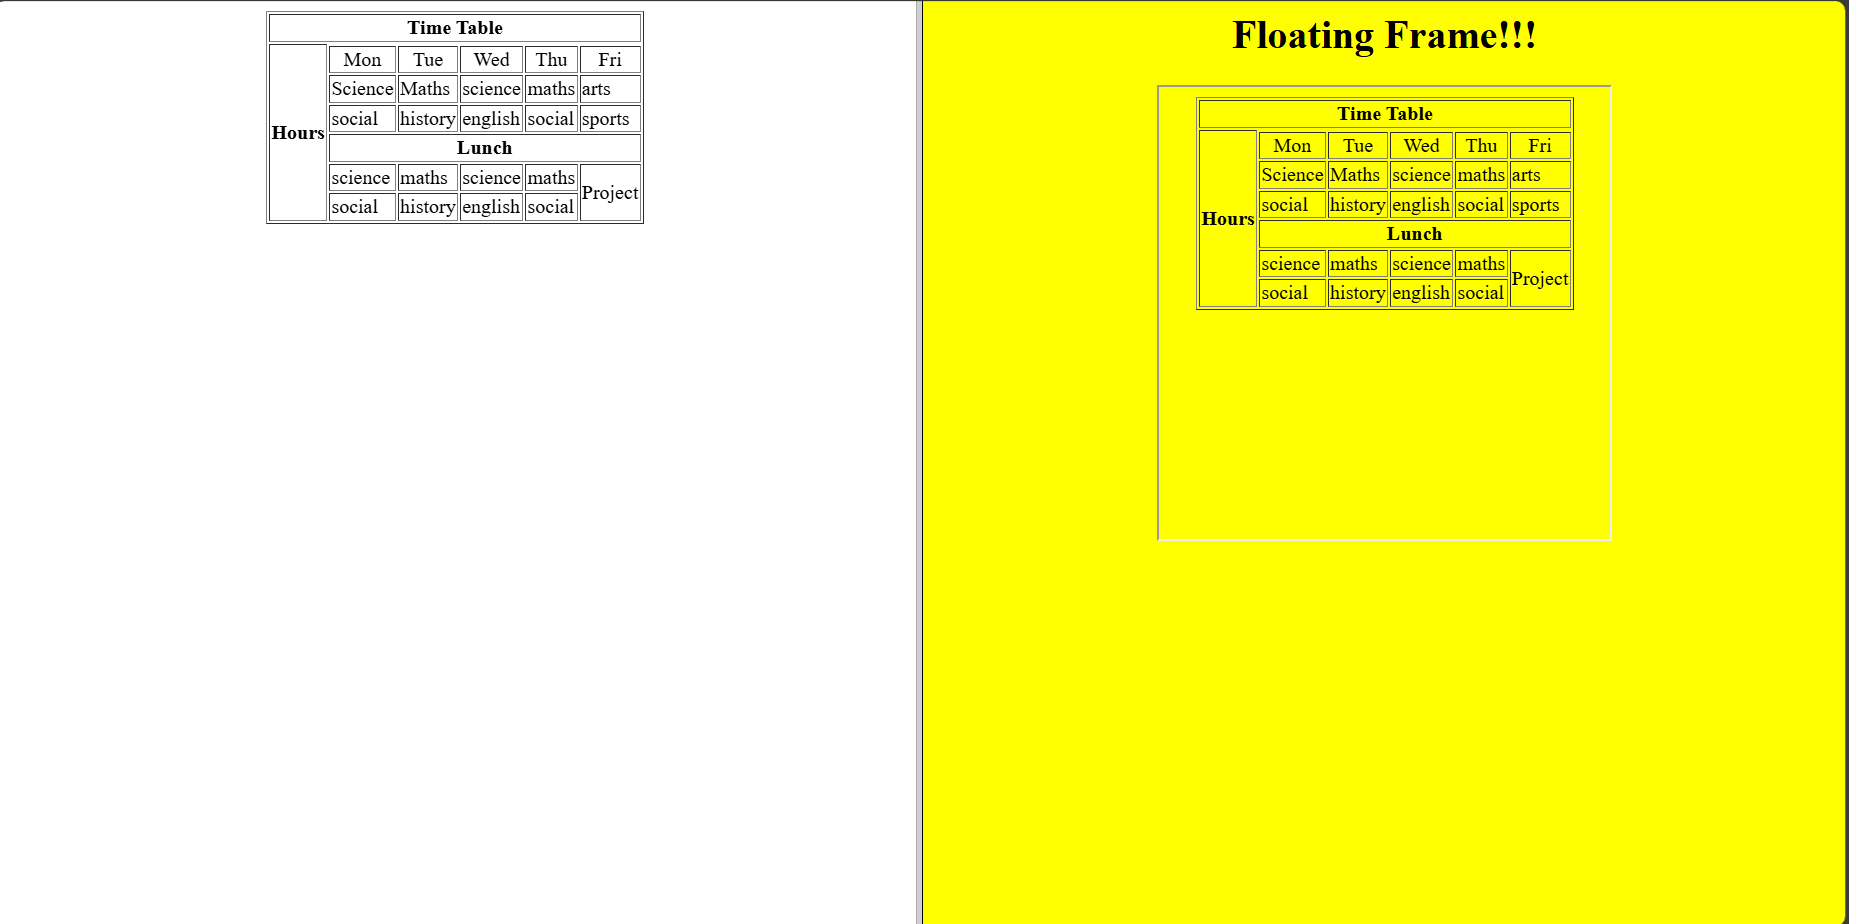 Time Table
Mon Tue Wed Thu Fri
Science Maths science maths arts
social history english social sports
Hours
Lunch
science maths science maths
Project
social history english social
Floating Frame!!!
Time Table
Mon Tue Wed Thu Fri
Science Maths science maths arts
social history english social sports
Hours
Lunch
science maths science maths
Project
social history english social